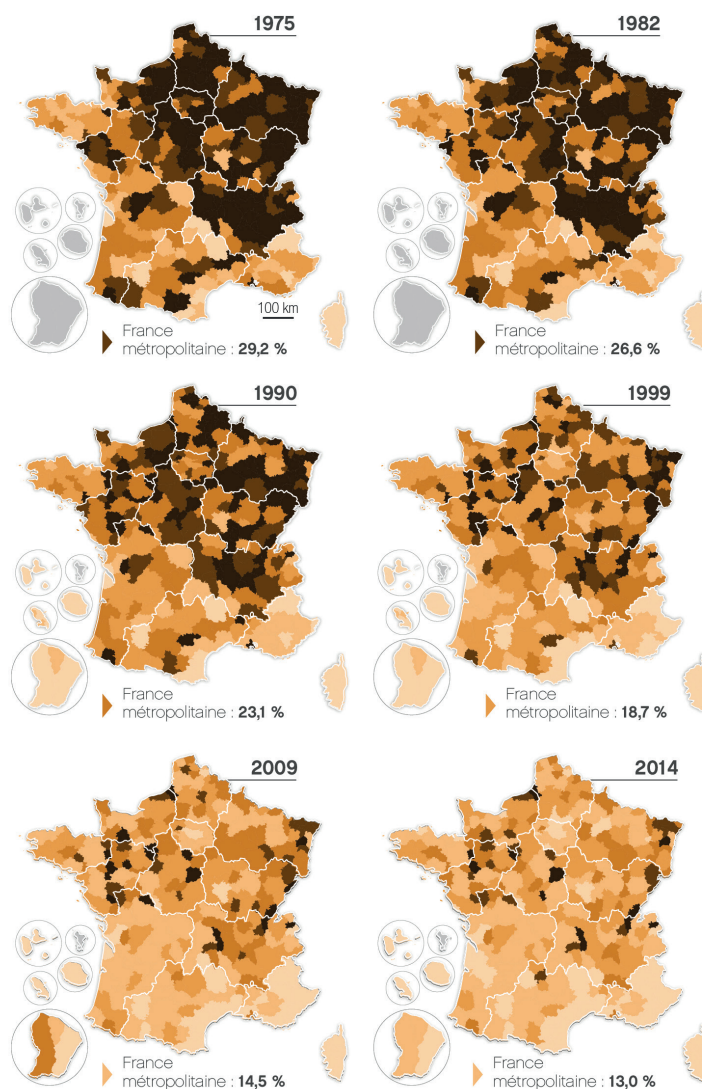 1975
1982
100 km
France
métropolitaine : 29,2 %
France
métropolitaine : 26,6 %
1990
1999
France
métropolitaine : 23,1 %
France
métropolitaine : 18,7 %
2009
2014
France
métropolitaine : 14,5 %
France
métropolitaine : 13,0 %